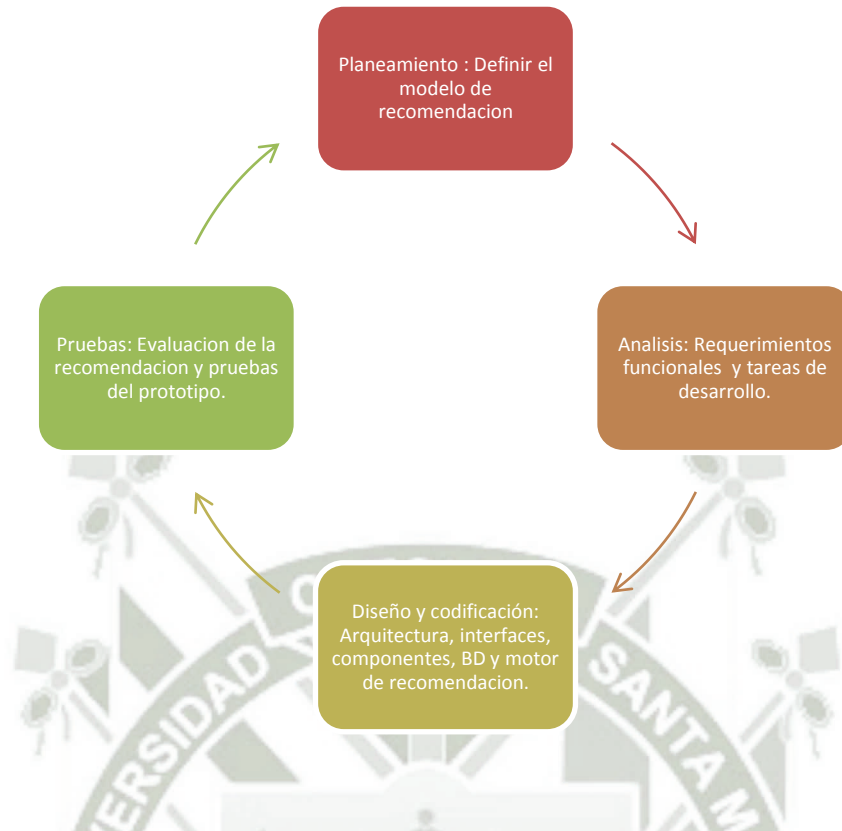 Planeamiento : Definir el
modelo de
recomendacion
Analisis: Requerimientos
funcionales y tareas de
desarrollo.
Diseño y codificación:
Arquitectura, interfaces,
componentes, BD y motor
de recomendacion.
Pruebas: Evaluacion de la
recomendacion y pruebas
del prototipo.
SANTA